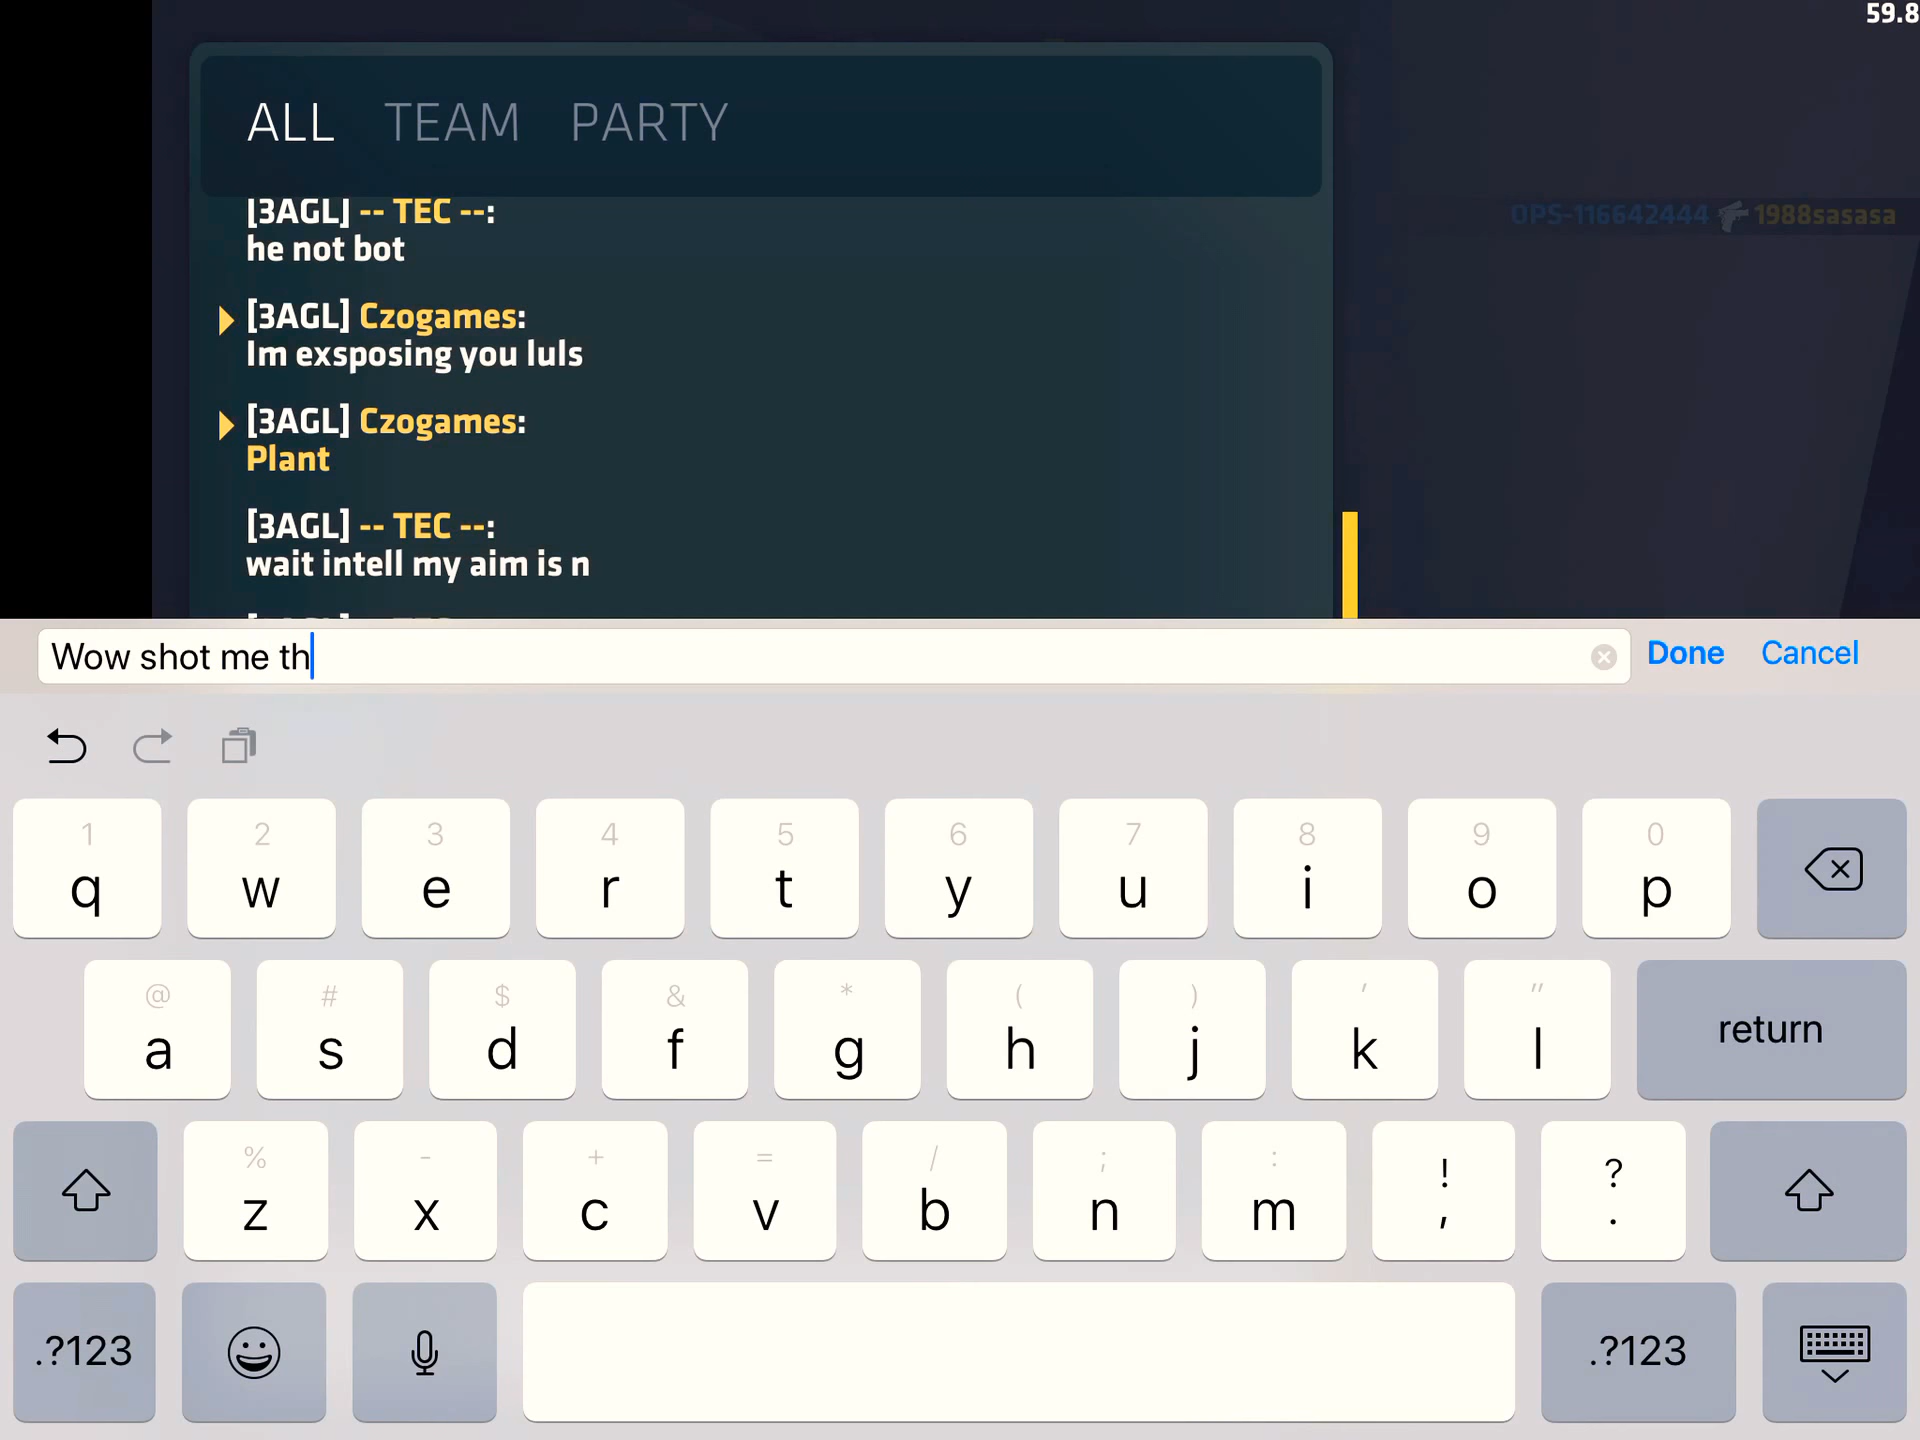 59.8
ALL TEAM PARTY
[3AGL] -- TEC --:
he not bot
OPS-116642444 1988sasasa
[3AGL] Czogames:
Im exsposing you luls
[3AGL] Czogames:
Plant
[3AGL] -- TEC --:
wait intell my aim is n
Wow shot me th
Done Cancel
1 2 3 4 5 6 7 8 9 0
q w e r t y u i o p
@ # $ & * ( ) ' "
a s d f g h j k l return
% - + = / ; : ! ?
z x c v b n m , .
.?123 .?123